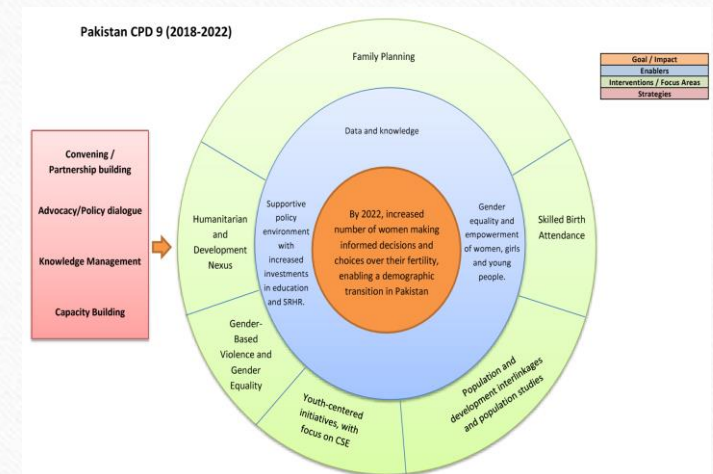 Pakistan CPD 9 (2018-2022)
Goal / Impact
Enablers
Interventions / Focus Areas
Strategies
Convening /
Partnership building
Advocacy/Policy dialogue
Knowledge Management
Capacity Building
Family Planning
Data and knowledge
Supportive
policy
environment
with
increased
investments
in education
and SRHR.
By 2022, increased
number of women making
informed decisions and
choices over their fertility,
enabling a demographic
transition in Pakistan
Gender
equality and
empowerment
of women, girls
and young
people.
Humanitarian
and
Development
Nexus
Skilled Birth
Attendance
Gender-
Based
Violence and
Gender
Equality
Youth-centered
initiatives, with
focus on CSE
Population and
development interlinkages
and population studies